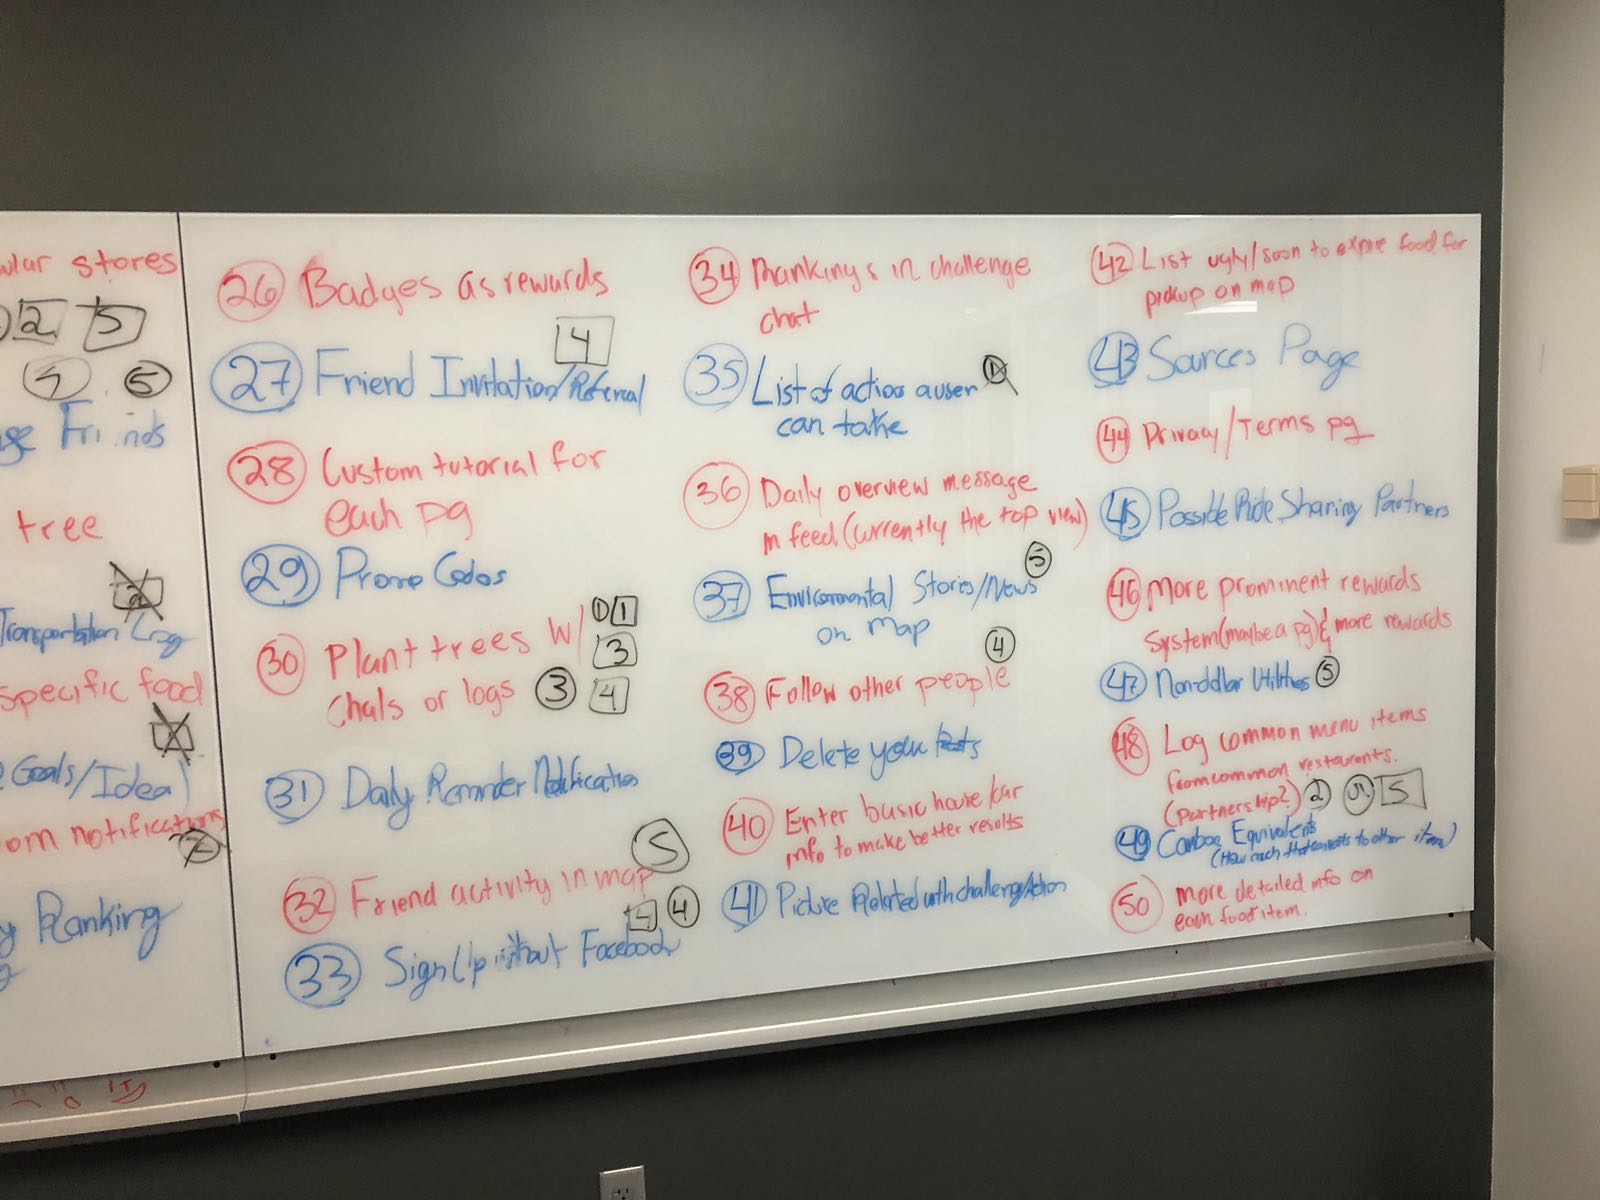 ular stores
2 5
4 5
Friends
tree
2
Transportation Log
specific food
Goals/Idea)
om notifications
2
y Ranking
26 Badges as rewards
4
27 Friend Invitation/Referral
28 Custom tutorial for
each pg
29 Promo Codes
30 Plant trees w/ 1
chals or logs 3
3
4
31 Daily Reminder Notification
5
32 Friend activity in map
4 4
33 Sign Up without Facebook
34 Rankings in challenge
chat
35 List of actions a user
can take
36 Daily overview message
in feed (currently the top view)
5
37 Environmental Stories/News
on map
4
38 Follow other people
39 Delete your
40 Enter basic house/car
info to make better results
41 Picture Related with challenge/Action
42 List ugly/soon to expire food for
pickup on map
43 Sources Page
44 Privacy/Terms pg
45 Possible Ride Sharing Partners
46 More prominent rewards
System (maybe a pg) & more rewards
47 Non-dollar Utilities 5
48 Log common menu items
from common restaurants.
(Partnership?) 2 5
49 Carbon Equivalents
(How much that converts to other items)
50 more detailed info on
each food item.